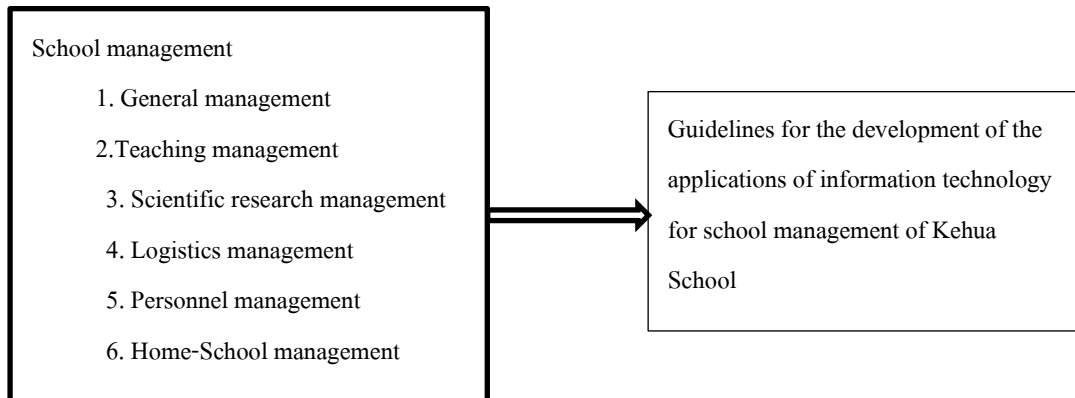 School management
1. General management
2.Teaching management
3. Scientific research management
4. Logistics management
5. Personnel management
6. Home-School management
Guidelines for the development of the
applications of information technology
for school management of Kehua
School